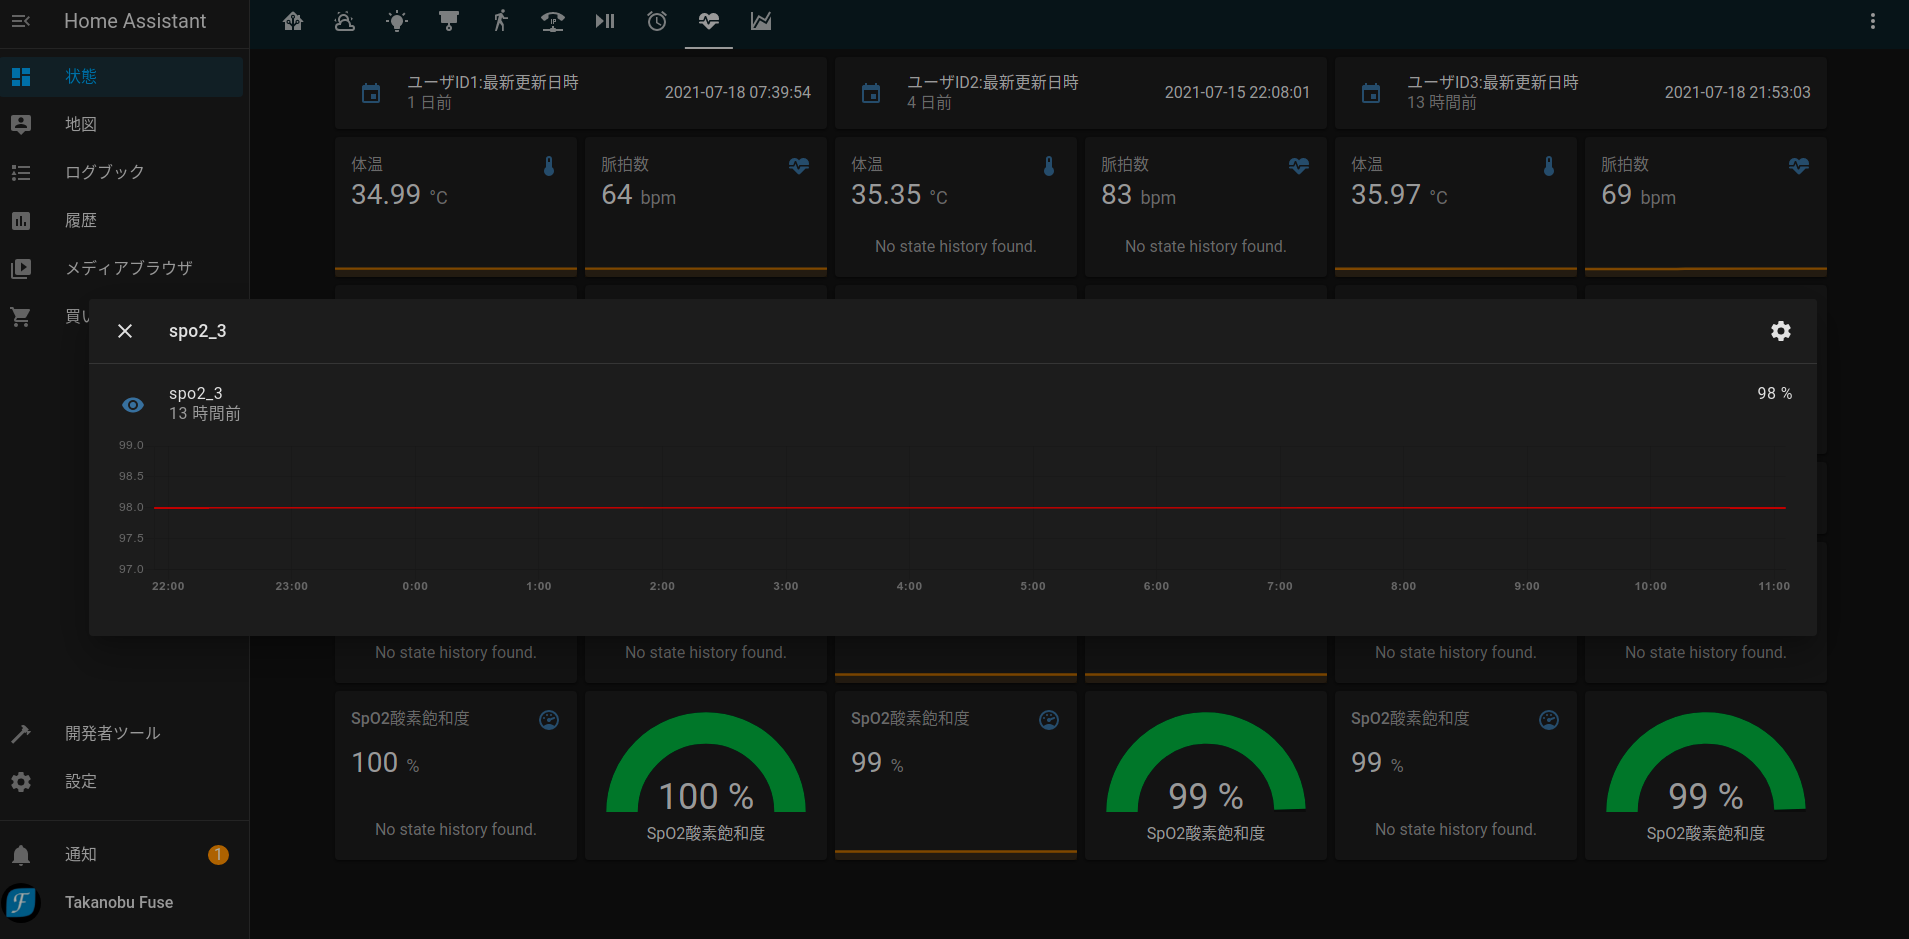 Home Assistant
状態
地図
ログブック
履歴
メディアブラウザ
買い
開発者ツール
設定
通知
1
Takanobu Fuse
IP
ユーザID1:最新更新日時
1 日前
2021-07-18 07:39:54
ユーザID2:最新更新日時
4 日前
2021-07-15 22:08:01
ユーザID3:最新更新日時
13 時間前
2021-07-18 21:53:03
体温
34.99 °C
脈拍数
64 bpm
体温
35.35 °C
No state history found.
脈拍数
83 bpm
No state history found.
体温
35.97 °C
脈拍数
69 bpm
spo2_3
spo2_3
13 時間前
98 %
99.0
98.5
98.0
97.5
97.0
22:00 23:00 0:00 1:00 2:00 3:00 4:00 5:00 6:00 7:00 8:00 9:00 10:00 11:00
No state history found.
No state history found.
No state history found.
No state history found.
SpO2酸素飽和度
100 %
No state history found.
100 %
SpO2酸素飽和度
SpO2酸素飽和度
99 %
99 %
SpO2酸素飽和度
SpO2酸素飽和度
99 %
No state history found.
99 %
SpO2酸素飽和度